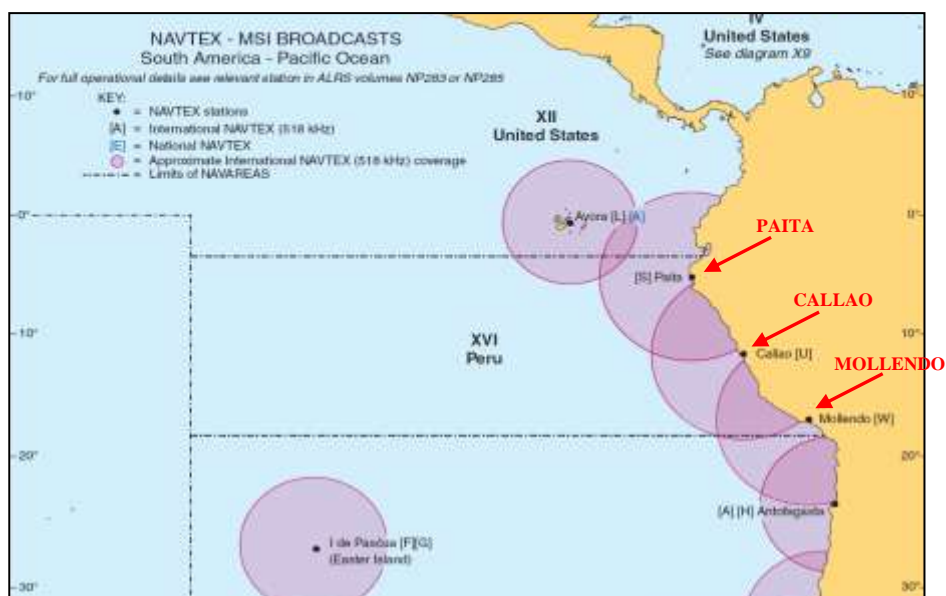 NAVTEX - MSI BROADCASTS
South America - Pacific Ocean
For full operational details see relevant station in ALRS volumes NP283 or NP285
KEY:
• = NAVTEX stations
[A] = International NAVTEX (518 kHz)
[E] = National NAVTEX
= Approximate International NAVTEX (518 kHz) coverage
= Limits of NAVAREAS
IV
United States
See diagram X9
10°
10°
XII
United States
0°
0°
Ayora [L] [A]
PAITA
[S] Paita
CALLAO
10°
10°
XVI
Peru
Callao [U]
MOLLENDO
Mollendo [W]
20°
20°
[A] [H] Antofagasta
I de Pascua [F][G]
(Easter Island)
30°
30°